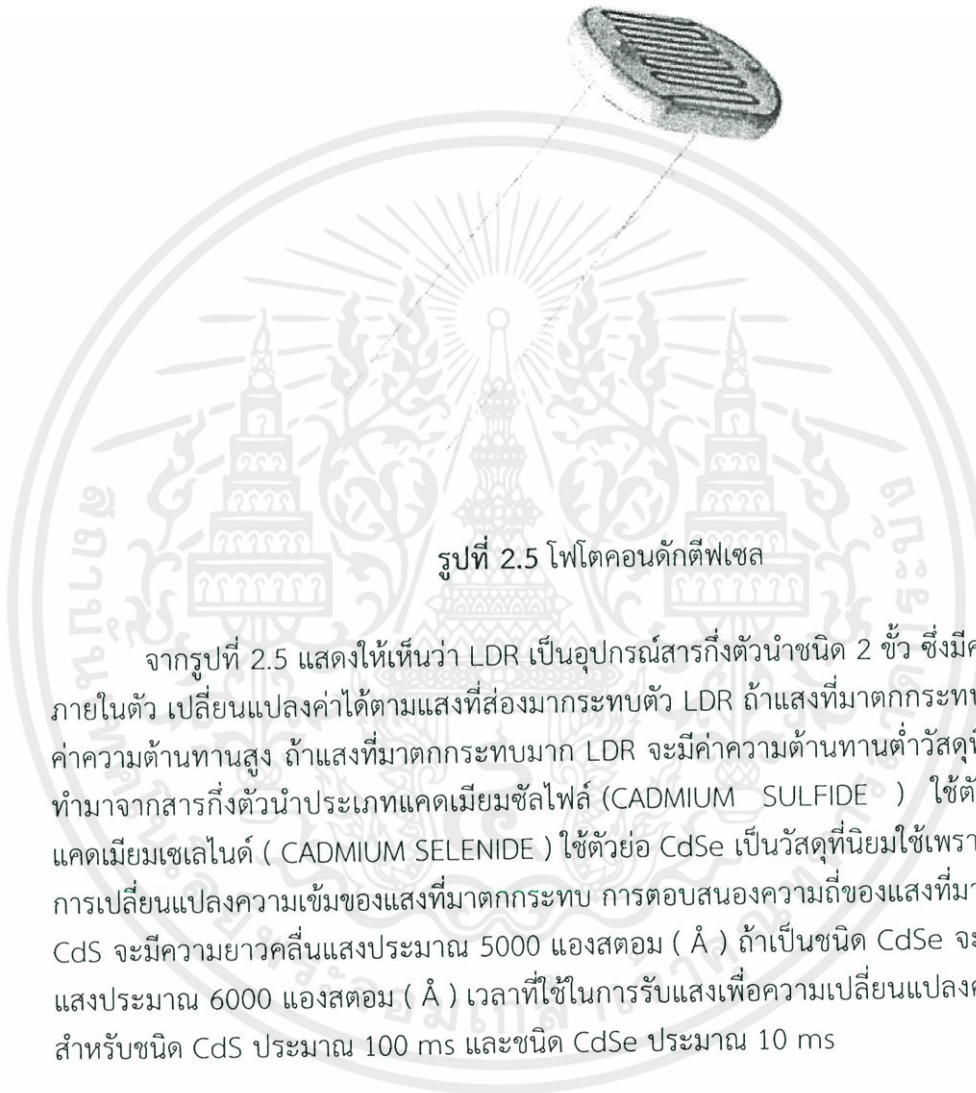 รูปที่ 2.5 โฟโตคอนดักตีฟเซล
จากรูปที่ 2.5 แสดงให้เห็นว่า LDR เป็นอุปกรณ์สารกึ่งตัวนำชนิด 2 ขั้ว ซึ่งมี
ภายในตัว เปลี่ยนแปลงค่าได้ตามแสงที่ส่องมากระทบตัว LDR ถ้าแสงที่มาตกกระทบ
ค่าความต้านทานสูง ถ้าแสงที่มาตกกระทบมาก LDR จะมีค่าความต้านทานต่ำวัสดุ
ทำมาจากสารกึ่งตัวนำประเภทแคดเมียมซัลไฟล์ (CADMIUM SULFIDE ) ใช้
แคดเมียมเซเลไนด์ ( CADMIUM SELENIDE ) ใช้ตัวย่อ CdSe เป็นวัสดุที่นิยมใช้
การเปลี่ยนแปลงความเข้มของแสงที่มาตกกระทบ การตอบสนองความถี่ของแสงที่
CdS จะมีความยาวคลื่นแสงประมาณ 5000 แองสตอม ( Å ) ถ้าเป็นชนิด CdSe จะ
แสงประมาณ 6000 แองสตอม ( Å ) เวลาที่ใช้ในการรับแสงเพื่อความเปลี่ยนแปลง
สำหรับชนิด CdS ประมาณ 100 ms และชนิด CdSe ประมาณ 10 ms